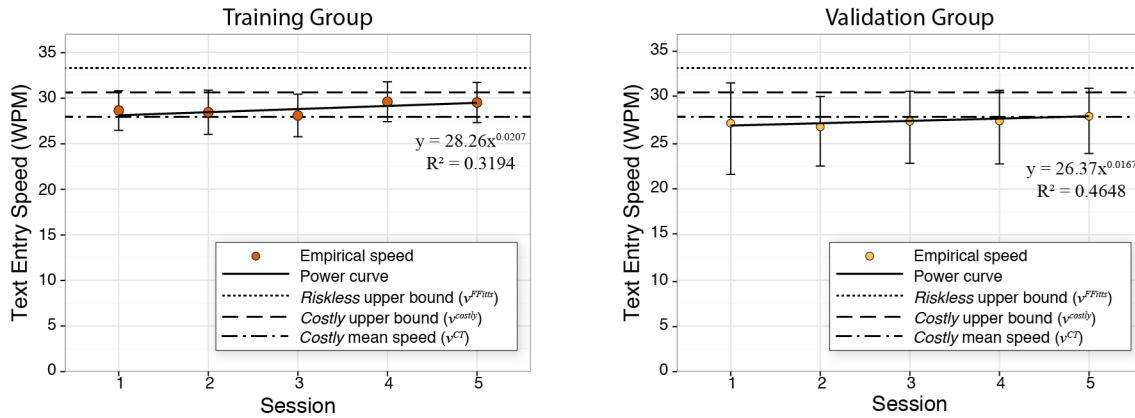 Training Group
Text Entry Speed (WPM)
35
30
25
20
15
10
5
0
y = 28.26x^0.0207
R² = 0.3194
Empirical speed
Power curve
Riskless upper bound (v^FFitts)
Costly upper bound (v^costly)
Costly mean speed (v^CT)
1 2 3 4 5
Session
Validation Group
Text Entry Speed (WPM)
35
30
25
20
15
10
5
0
y = 26.37x^0.0167
R² = 0.4648
Empirical speed
Power curve
Riskless upper bound (v^FFitts)
Costly upper bound (v^costly)
Costly mean speed (v^CT)
1 2 3 4 5
Session